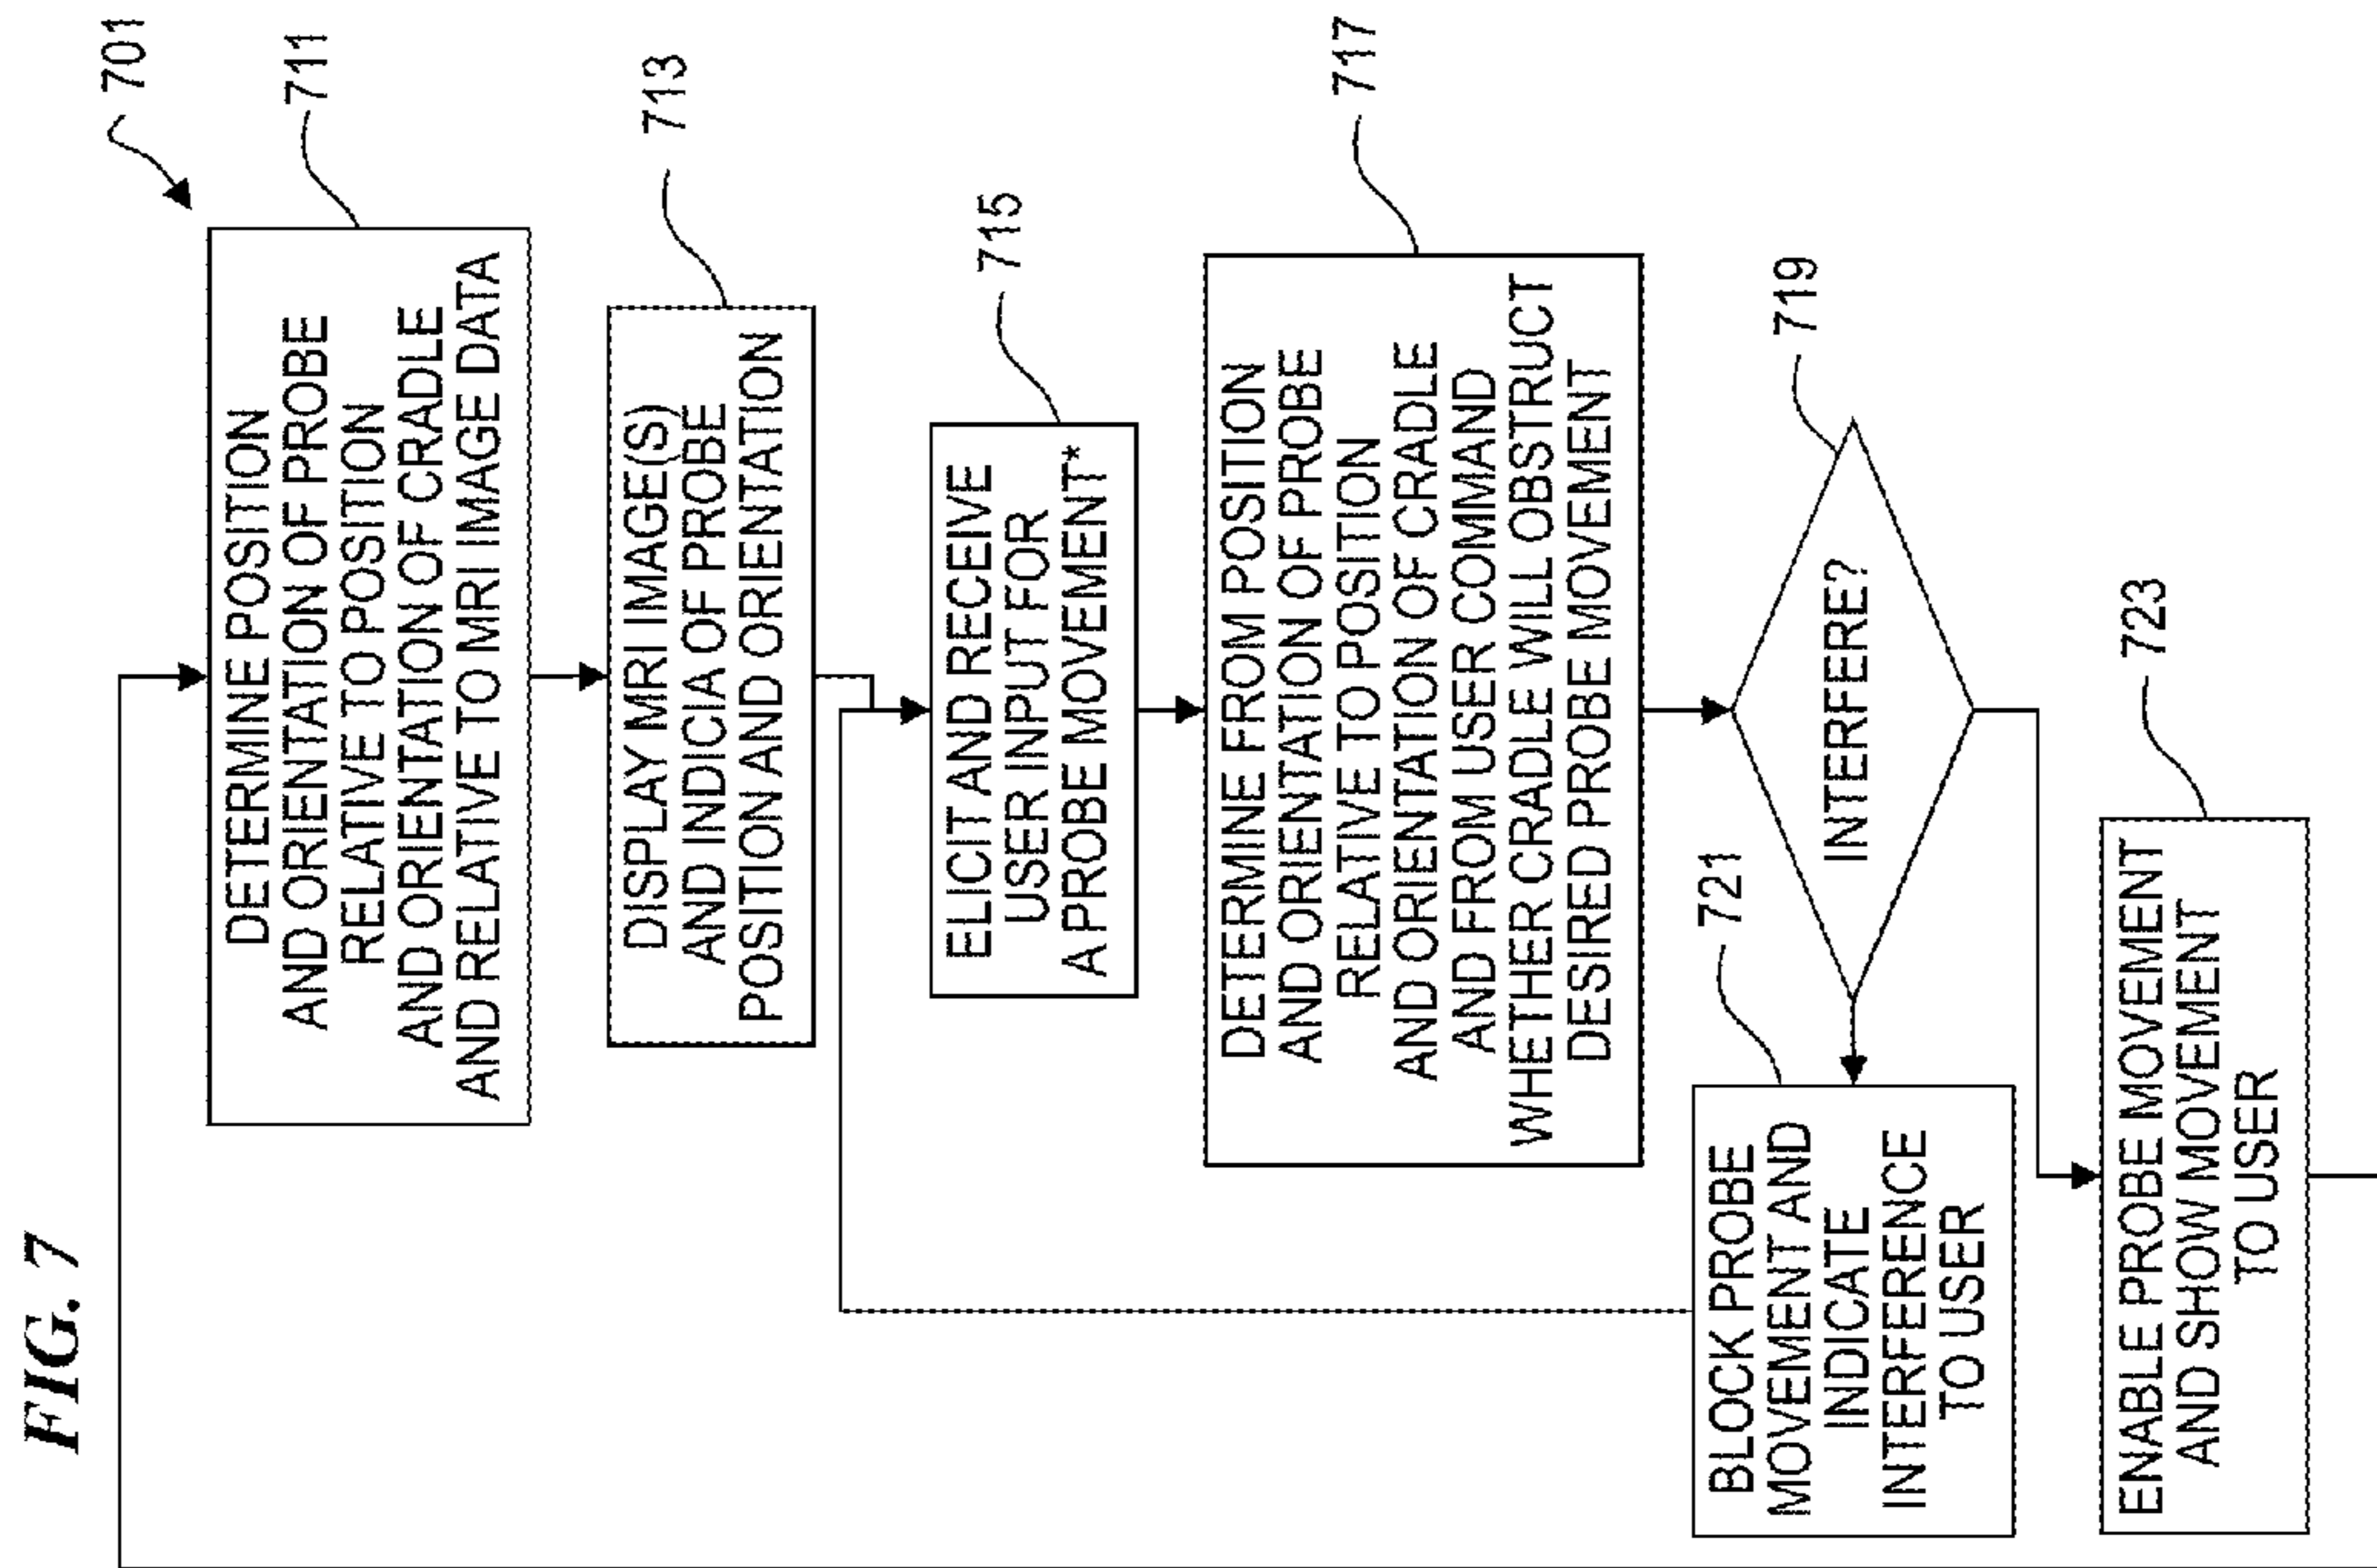 FIG. 7
701
DETERMINE POSITION
AND ORIENTATION OF PROBE
RELATIVE TO POSITION
AND ORIENTATION OF CRADLE
AND RELATIVE TO MRI IMAGE DATA
711
DISPLAY MRI IMAGE(S)
AND INDICIA OF PROBE
POSITION AND ORIENTATION
713
ELICIT AND RECEIVE
USER INPUT FOR
A PROBE MOVEMENT*
715
DETERMINE FROM POSITION
AND ORIENTATION OF PROBE
RELATIVE TO POSITION
AND ORIENTATION OF CRADLE
AND FROM USER COMMAND
WHETHER CRADLE WILL OBSTRUCT
DESIRED PROBE MOVEMENT
717
INTERFERE?
719
BLOCK PROBE
MOVEMENT AND
INDICATE
INTERFERENCE
TO USER
721
ENABLE PROBE MOVEMENT
AND SHOW MOVEMENT
TO USER
723